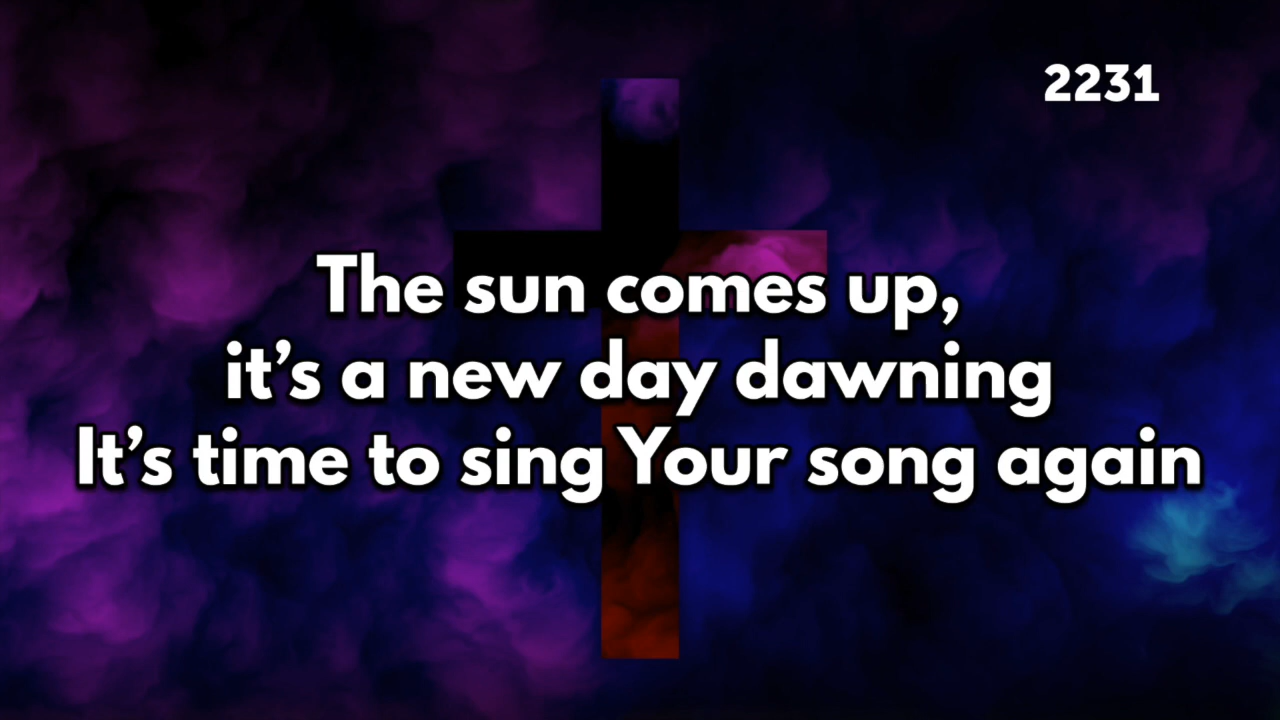 2231
The sun comes up,
it’s a new day dawning
It’s time to sing Your song again